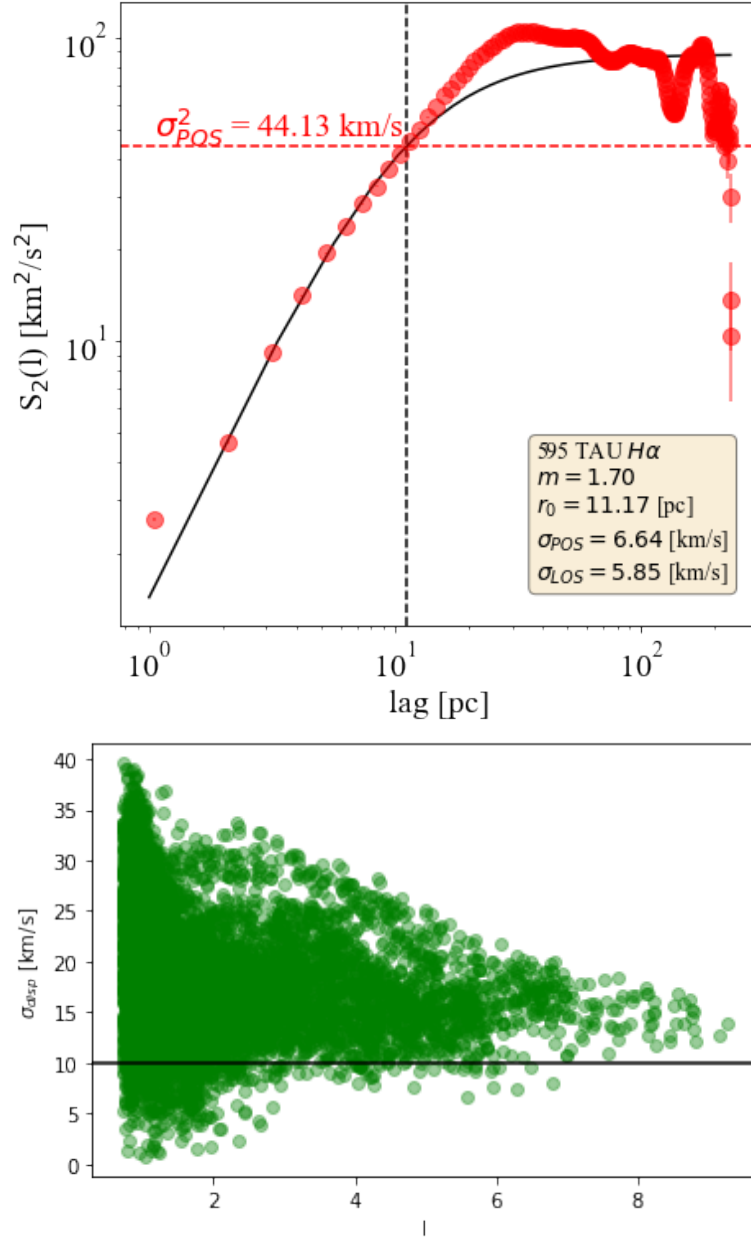 10²
σ²POS = 44.13 km/s
S₂(l) [km²/s²]
10¹
595 TAU Hα
m = 1.70
r₀ = 11.17 [pc]
σPOS = 6.64 [km/s]
σLOS = 5.85 [km/s]
10⁰ 10¹ 10²
lag [pc]
40
35
30
25
20
15
10
5
0
σdisp [km/s]
2 4 6 8
l